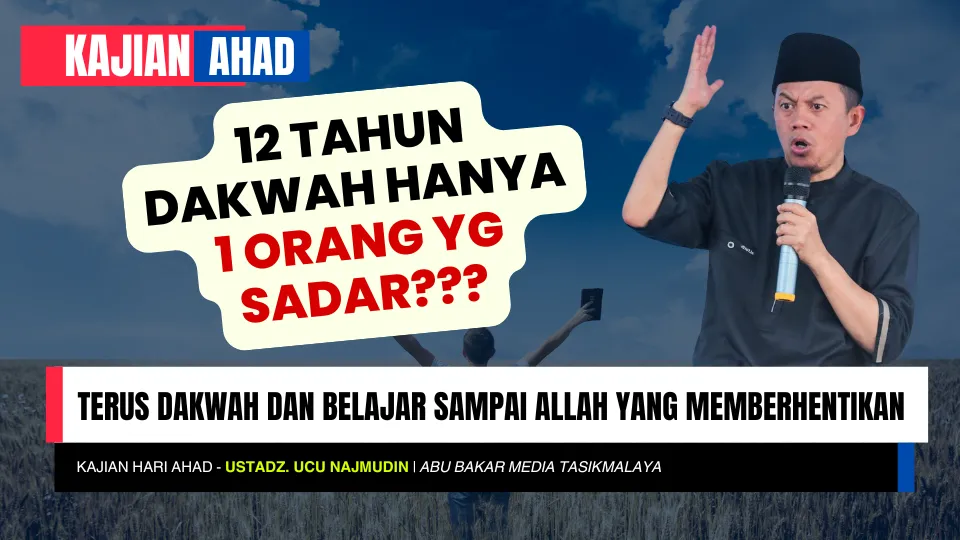 KAJIAN AHAD
12 TAHUN
DAKWAH HANYA
1 ORANG YG
SADAR???
TERUS DAKWAH DAN BELAJAR SAMPAI ALLAH YANG MEMBERHENTIKAN
KAJIAN HARI AHAD - USTADZ. UCU NAJMUDIN | ABU BAKAR MEDIA TASIKMALAYA